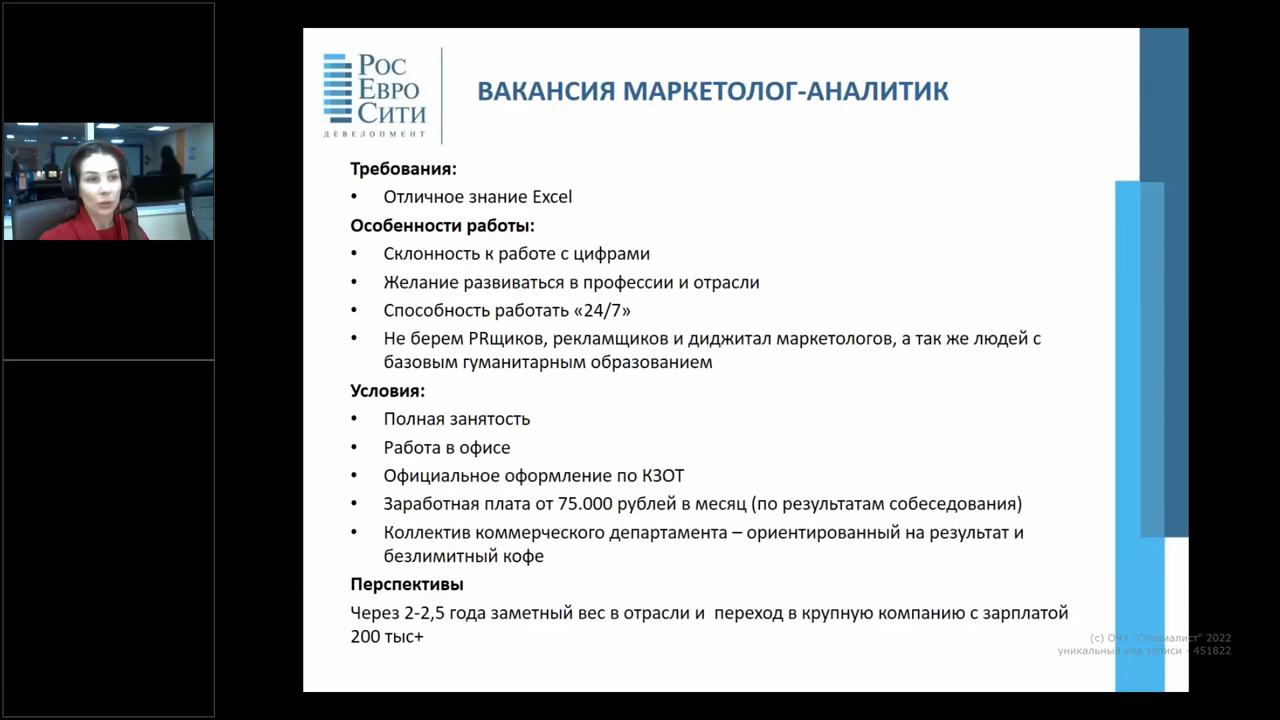 РОС
ЕВРО
СИТИ
ДЕВЕЛОПМЕНТ
ВАКАНСИЯ МАРКЕТОЛОГ-АНАЛИТИК
Требования:
• Отличное знание Excel
Особенности работы:
• Склонность к работе с цифрами
• Желание развиваться в профессии и отрасли
• Способность работать «24/7»
• Не берем PRщиков, рекламщиков и диджитал маркетологов, а так же людей с
базовым гуманитарным образованием
Условия:
• Полная занятость
• Работа в офисе
• Официальное оформление по КЗОТ
• Заработная плата от 75.000 рублей в месяц (по результатам собеседования)
• Коллектив коммерческого департамента – ориентированный на результат и
безлимитный кофе
Перспективы
Через 2-2,5 года заметный вес в отрасли и переход в крупную компанию с зарплатой
200 тыс+
(с) ОЧУ "Специалист" 2022
уникальный код записи - 451822